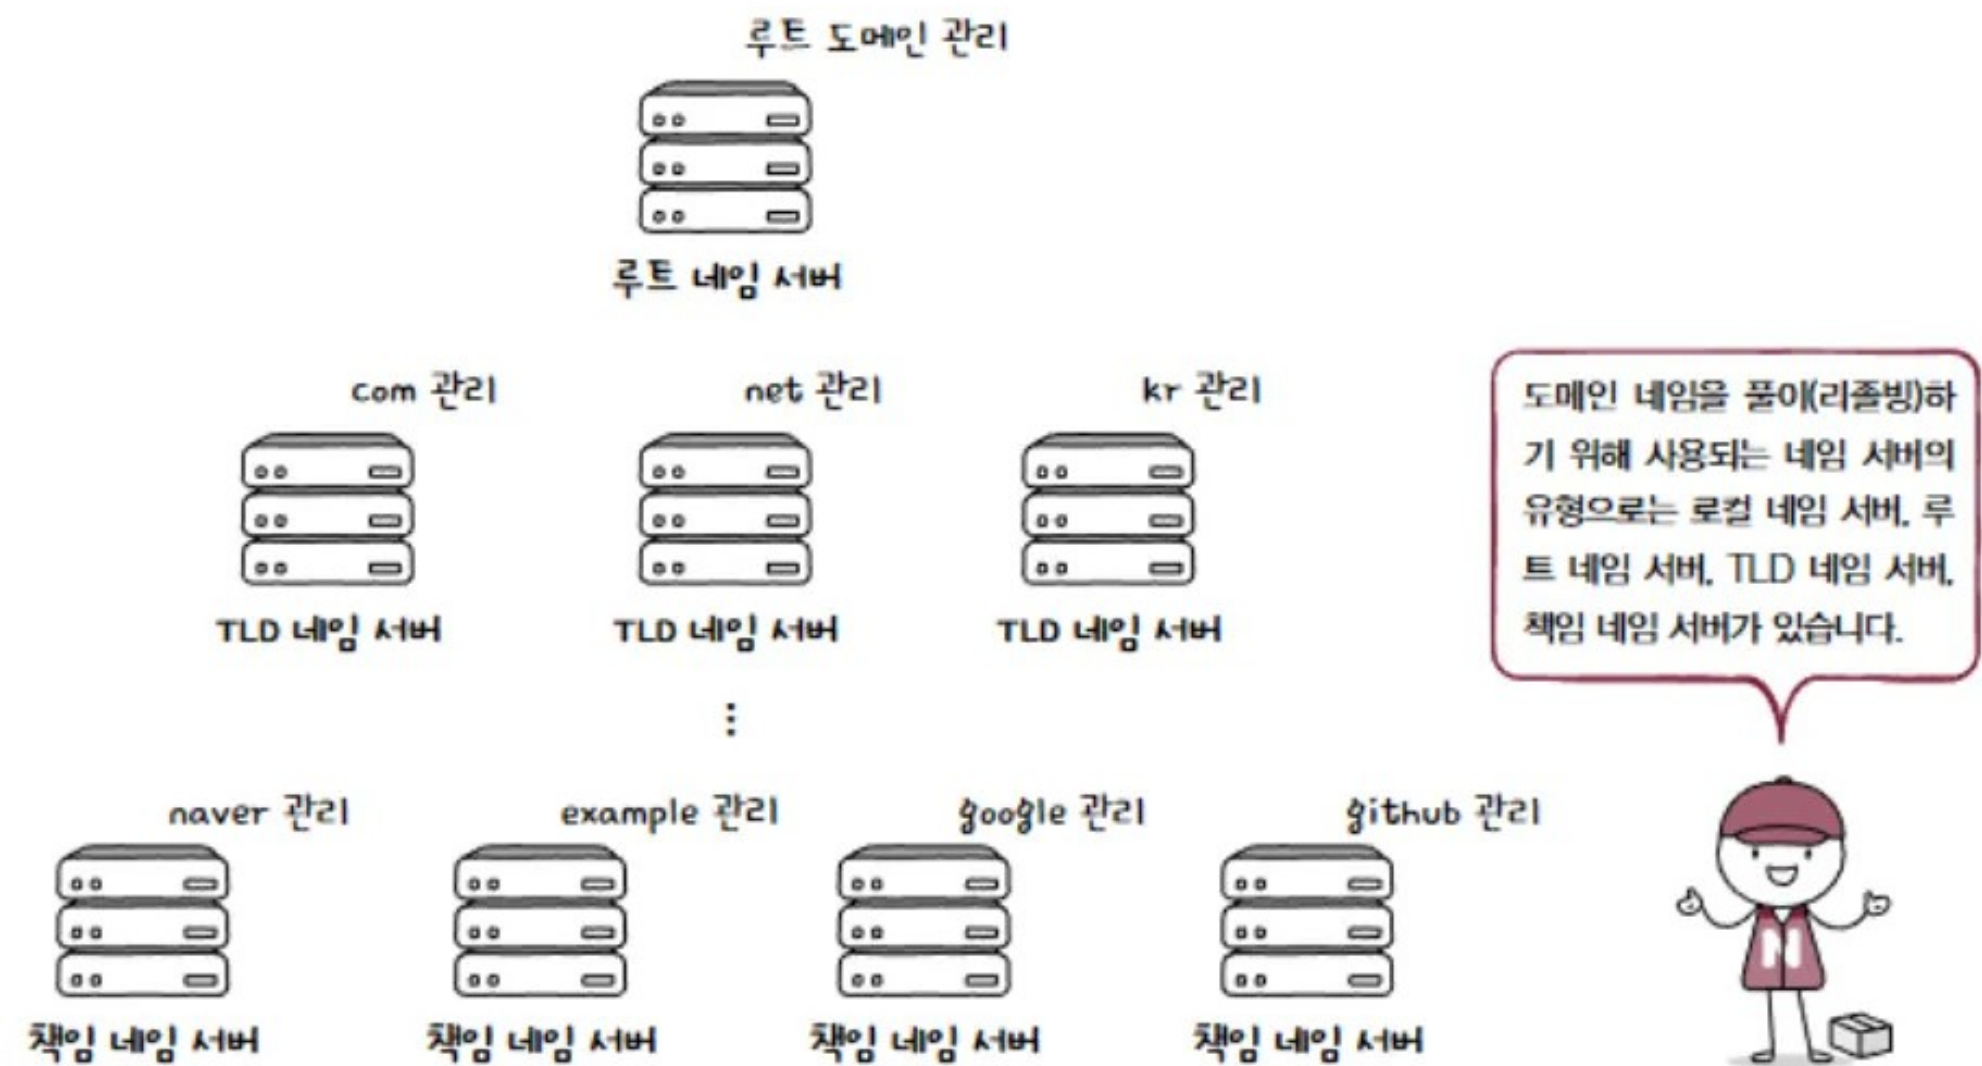 루트 도메인 관리
루트 네임 서버
com 관리
net 관리
kr 관리
TLD 네임 서버
TLD 네임 서버
TLD 네임 서버
⋮
naver 관리
example 관리
google 관리
github 관리
책임 네임 서버
책임 네임 서버
책임 네임 서버
책임 네임 서버
도메인 네임을 풀이(리졸빙)하
기 위해 사용되는 네임 서버의
유형으로는 로컬 네임 서버, 루
트 네임 서버, TLD 네임 서버,
책임 네임 서버가 있습니다.
N